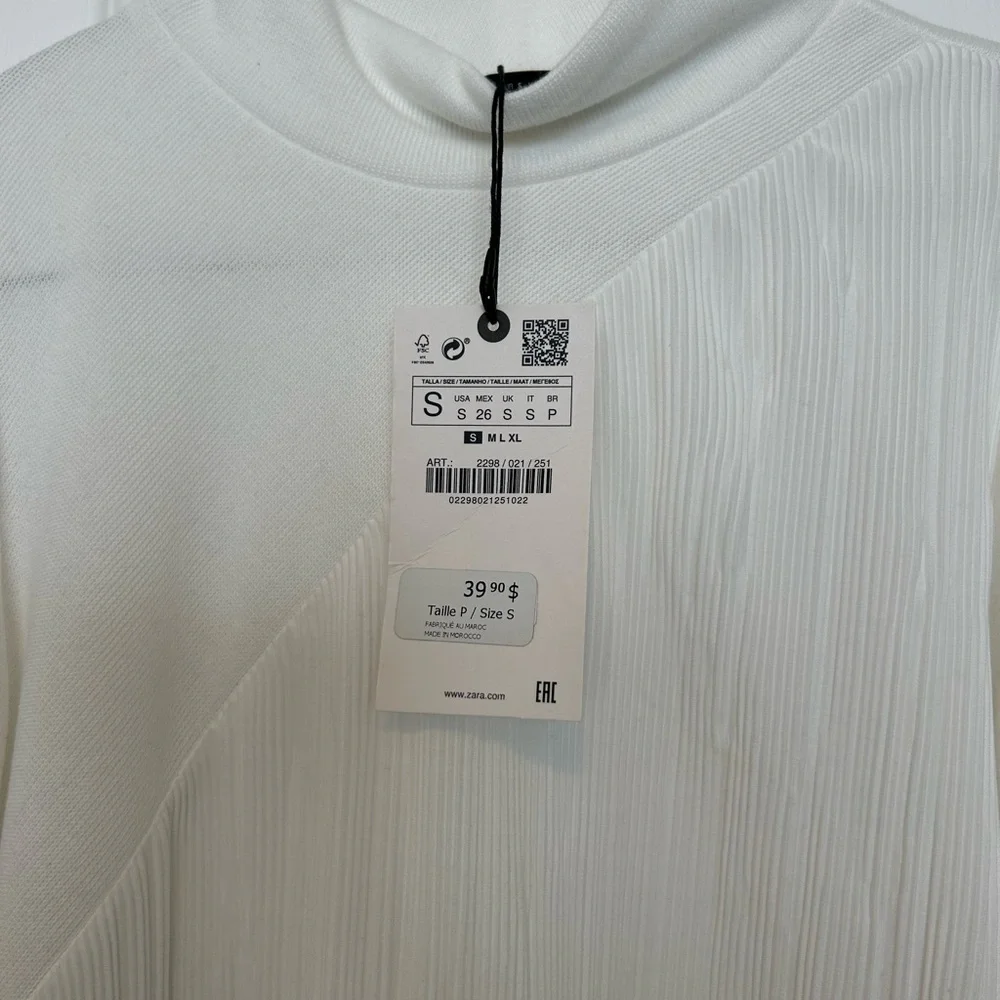 FSC
®
TALLA / SIZE / TAMANHO / TAILLE / MAAT / ΜΕΓΕΘΟΣ
S
USA MEX UK IT BR
S 26 S S P
S M L XL
ART.: 2298 / 021 / 251
02298021251022
39 90 $
Taille P / Size S
FABRIQUÉ AU MAROC
MADE IN MOROCCO
www.zara.com
EAC